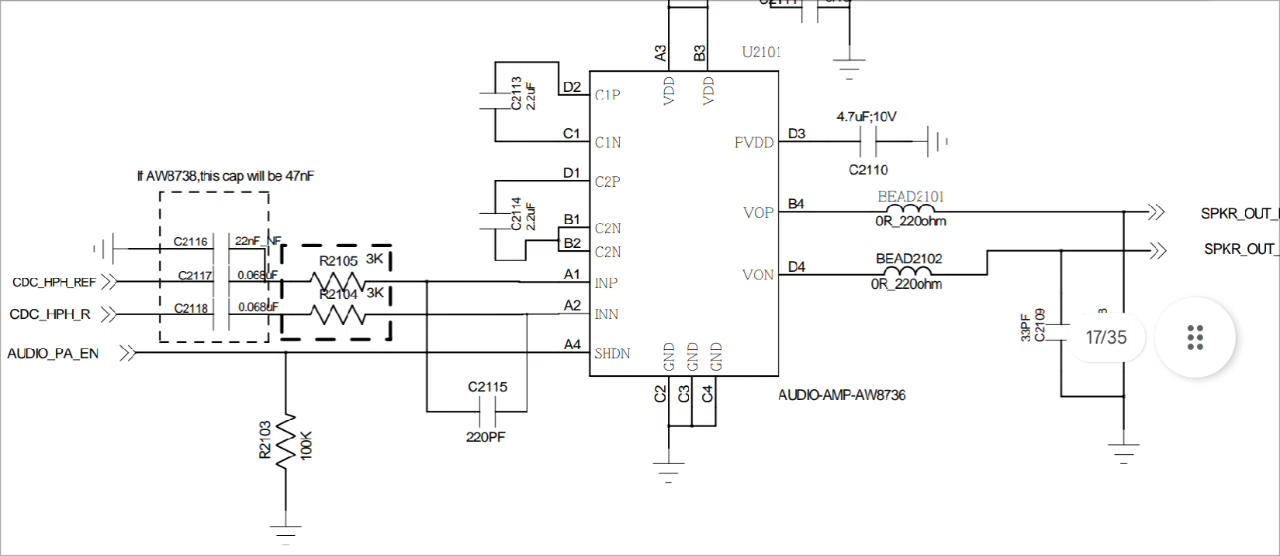 U2101
A3
B3
VDD
VDD
C2113
2.2uF
D2
C1P
C1
C1N
4.7uF;10V
D3
PVDD
C2110
If AW8738,this cap will be 47nF
D1
C2P
C2114
2.2uF
B1
C2N
B2
C2N
BEAD2101
B4
VOP
0R_220ohm
SPKR_OUT_
SPKR_OUT_
C2116
22nF_NF
R2105
3K
BEAD2102
D4
VON
0R_220ohm
CDC_HPH_REF
C2117
0.068uF
A1
INP
R2104
3K
CDC_HPH_R
C2118
0.068uF
A2
INN
33PF
C2109
17/35
AUDIO_PA_EN
A4
SHDN
GND
GND
GND
C2
C3
C4
C2115
220PF
AUDIO-AMP-AW8736
R2103
100K